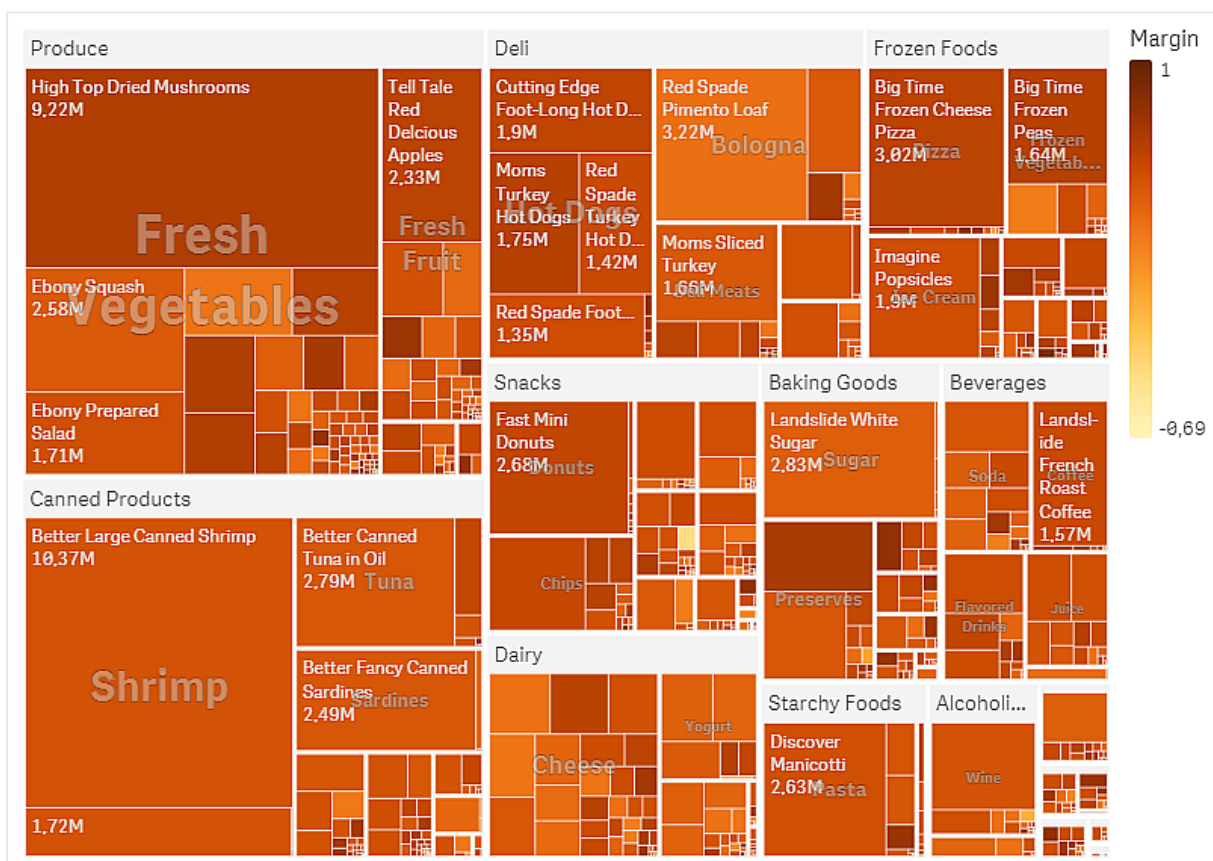 Produce
High Top Dried Mushrooms
9,22M
Fresh
Vegetables
Ebony Squash
2,58M
Ebony Prepared
Salad
1,71M
Tell Tale
Red
Delcious
Apples
2,33M
Fresh
Fruit
Deli
Cutting Edge
Foot-Long Hot D...
1,9M
Moms
Turkey
Hot Dogs
1,75M
Red
Spade
Turkey
Hot D...
1,42M
Hot Dogs
Red Spade Foot...
1,35M
Red Spade
Pimento Loaf
3,22M
Bologna
Moms Sliced
Turkey
1,66M
Deli Meats
Frozen Foods
Big Time
Frozen Cheese
Pizza
3,02M
Pizza
Big Time
Frozen
Peas
1,64M
Frozen
Vegetab...
Imagine
Popsicles
1,9M
Ice Cream
Margin
1
-0,69
Canned Products
Better Large Canned Shrimp
10,37M
Shrimp
1,72M
Better Canned
Tuna in Oil
2,79M
Tuna
Better Fancy Canned
Sardines
2,49M
Sardines
Snacks
Fast Mini
Donuts
2,68M
Donuts
Chips
Baking Goods
Landslide White
Sugar
2,83M
Sugar
Preserves
Beverages
Soda
Landsl-
ide
French
Roast
Coffee
1,57M
Coffee
Flavored
Drinks
Juice
Dairy
Cheese
Yogurt
Starchy Foods
Discover
Manicotti
2,63M
Pasta
Alcoholi...
Wine